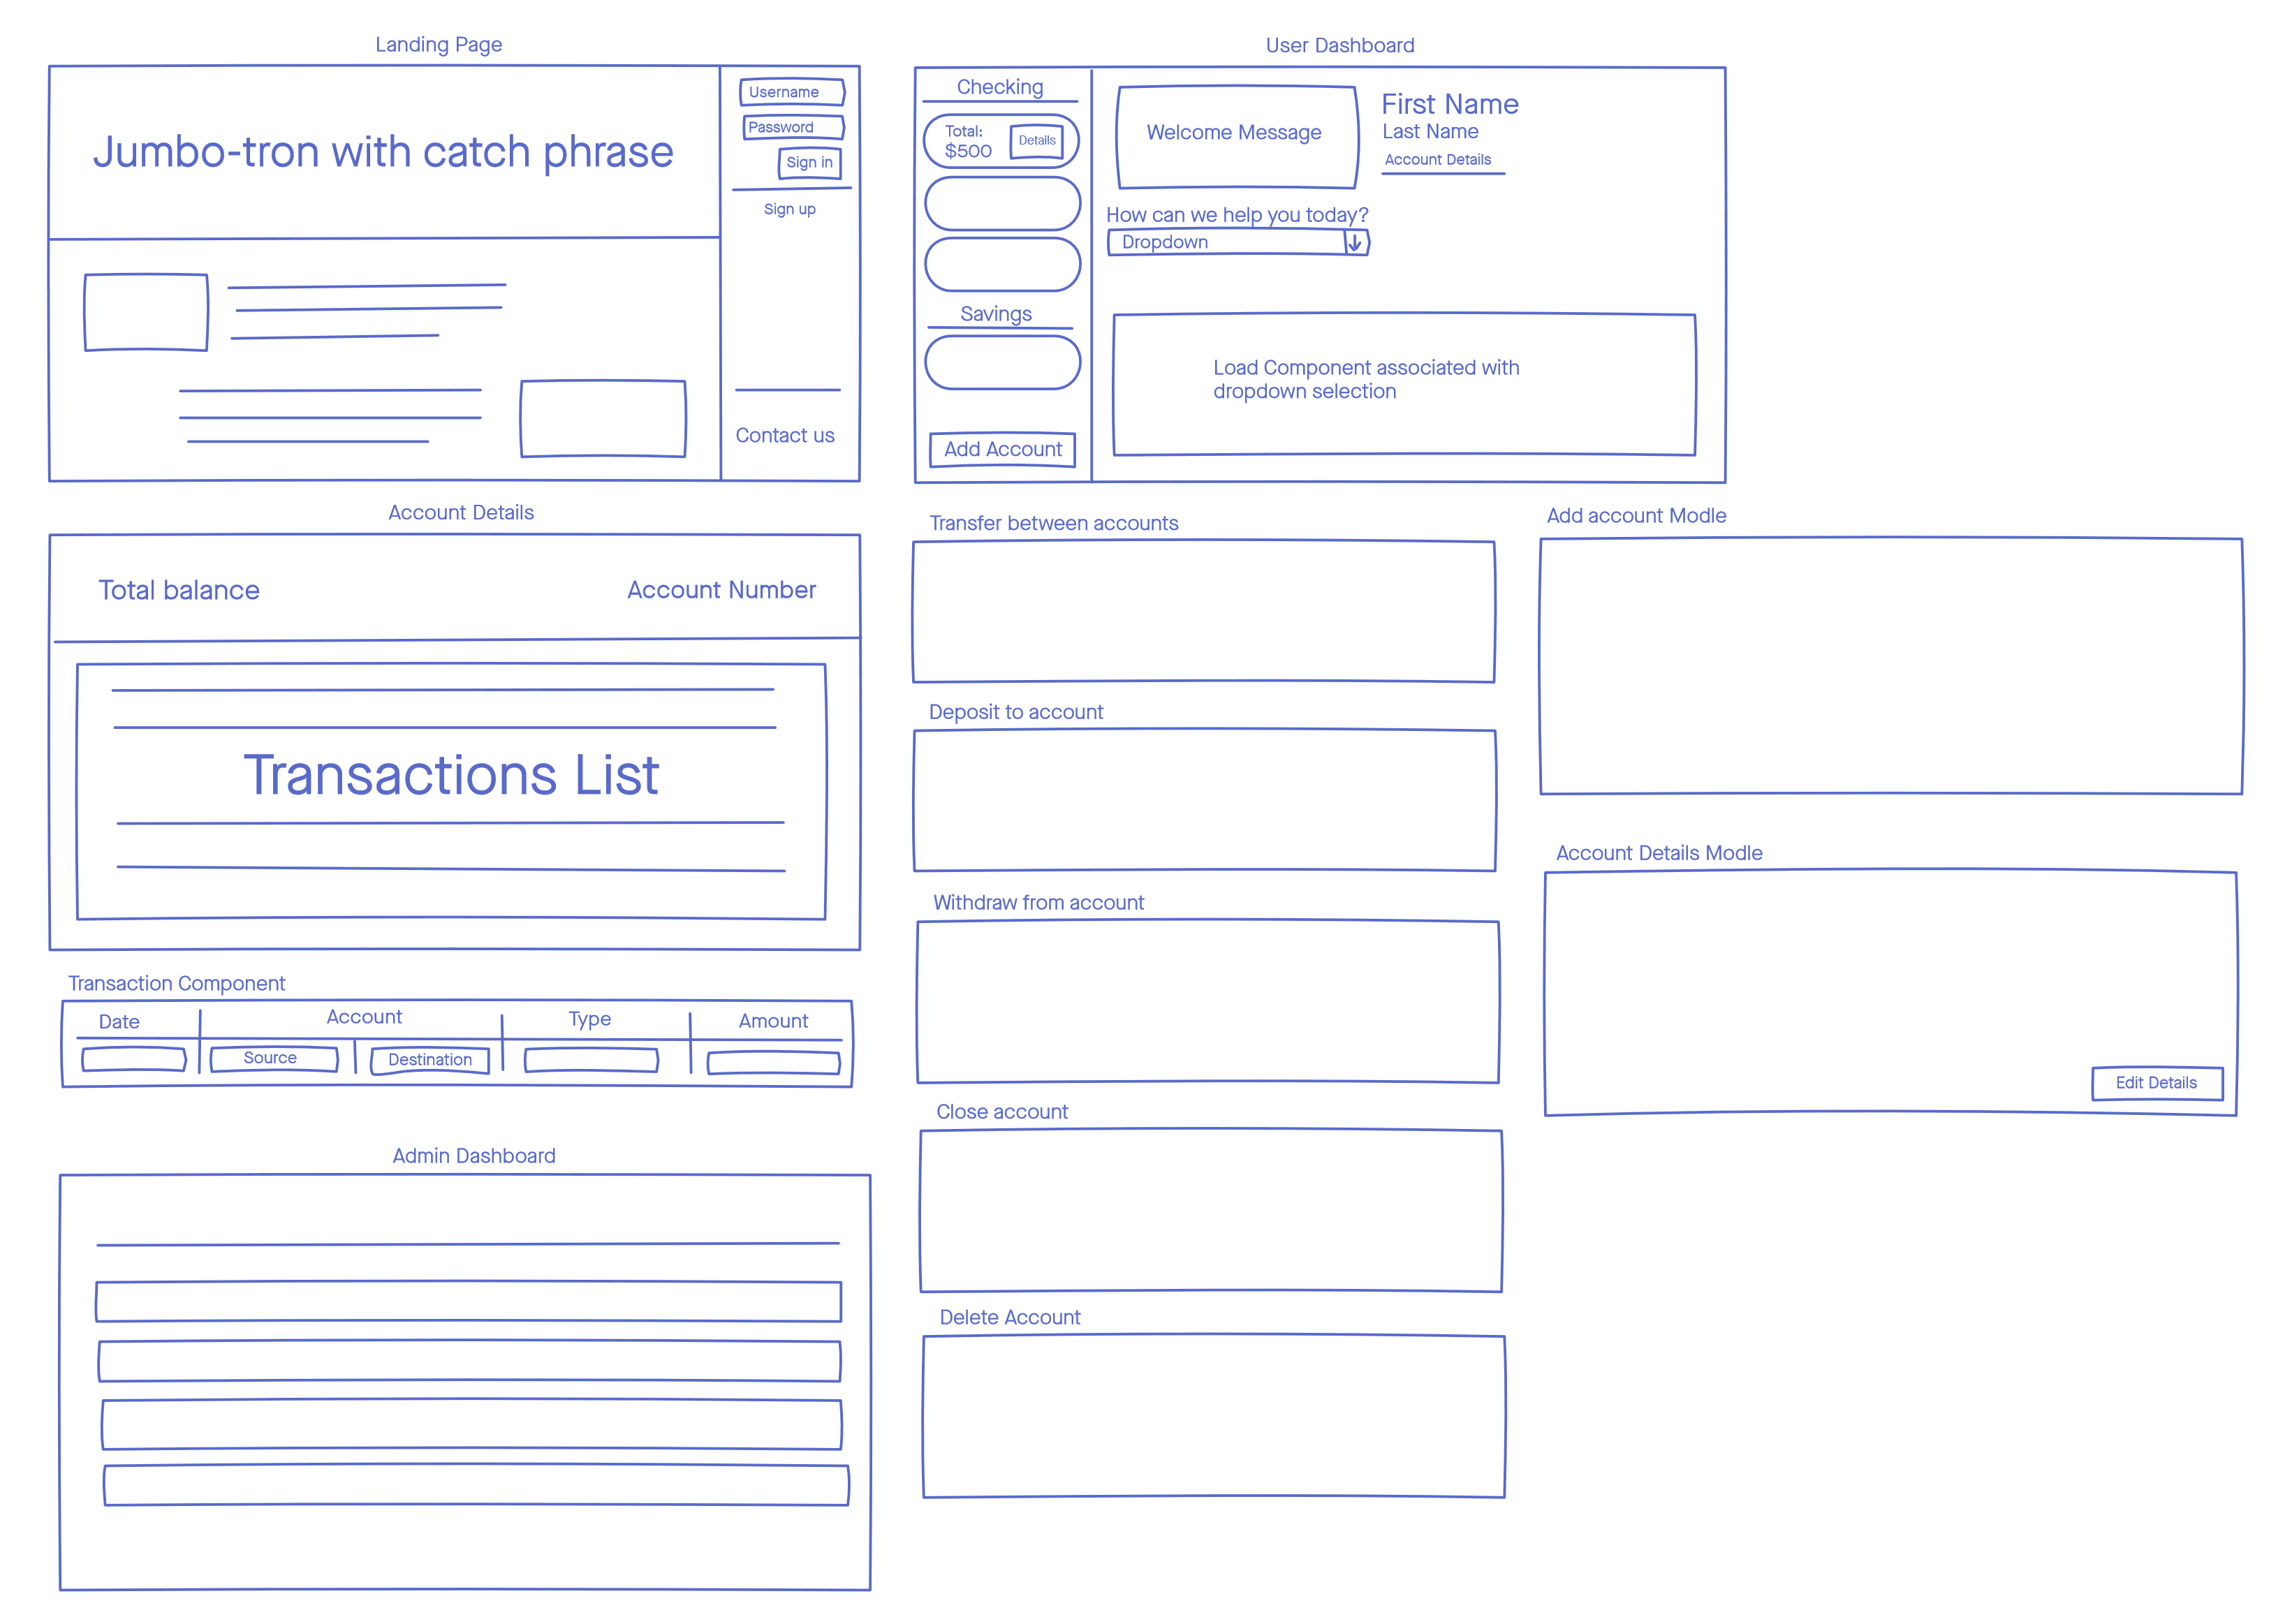 Landing Page
Jumbo-tron with catch phrase
Username
Password
Sign in
Sign up
Contact us
User Dashboard
Checking
Total:
$500
Details
Savings
Add Account
Welcome Message
First Name
Last Name
Account Details
How can we help you today?
Dropdown
Load Component associated with
dropdown selection
Account Details
Total balance
Account Number
Transactions List
Transaction Component
Date
Account
Type
Amount
Source
Destination
Admin Dashboard
Transfer between accounts
Deposit to account
Withdraw from account
Close account
Delete Account
Add account Modle
Account Details Modle
Edit Details